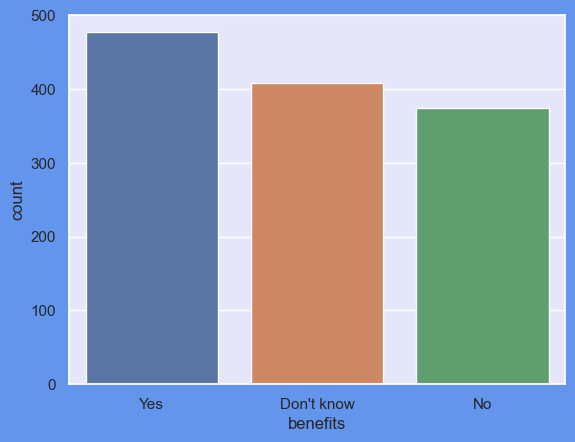 500
400
300
200
100
0
count
Yes
Don't know
No
benefits